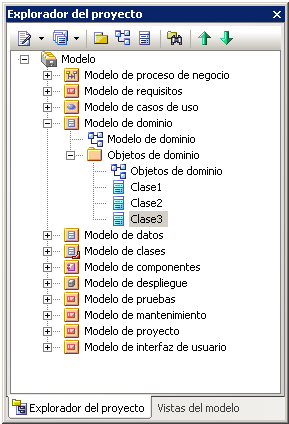 Explorador del proyecto
Modelo
Modelo de proceso de negocio
Modelo de requisitos
Modelo de casos de uso
Modelo de dominio
Modelo de dominio
Objetos de dominio
Objetos de dominio
Clase1
Clase2
Clase3
Modelo de datos
Modelo de clases
Modelo de componentes
Modelo de despliegue
Modelo de pruebas
Modelo de mantenimiento
Modelo de proyecto
Modelo de interfaz de usuario
Explorador del proyecto Vistas del modelo